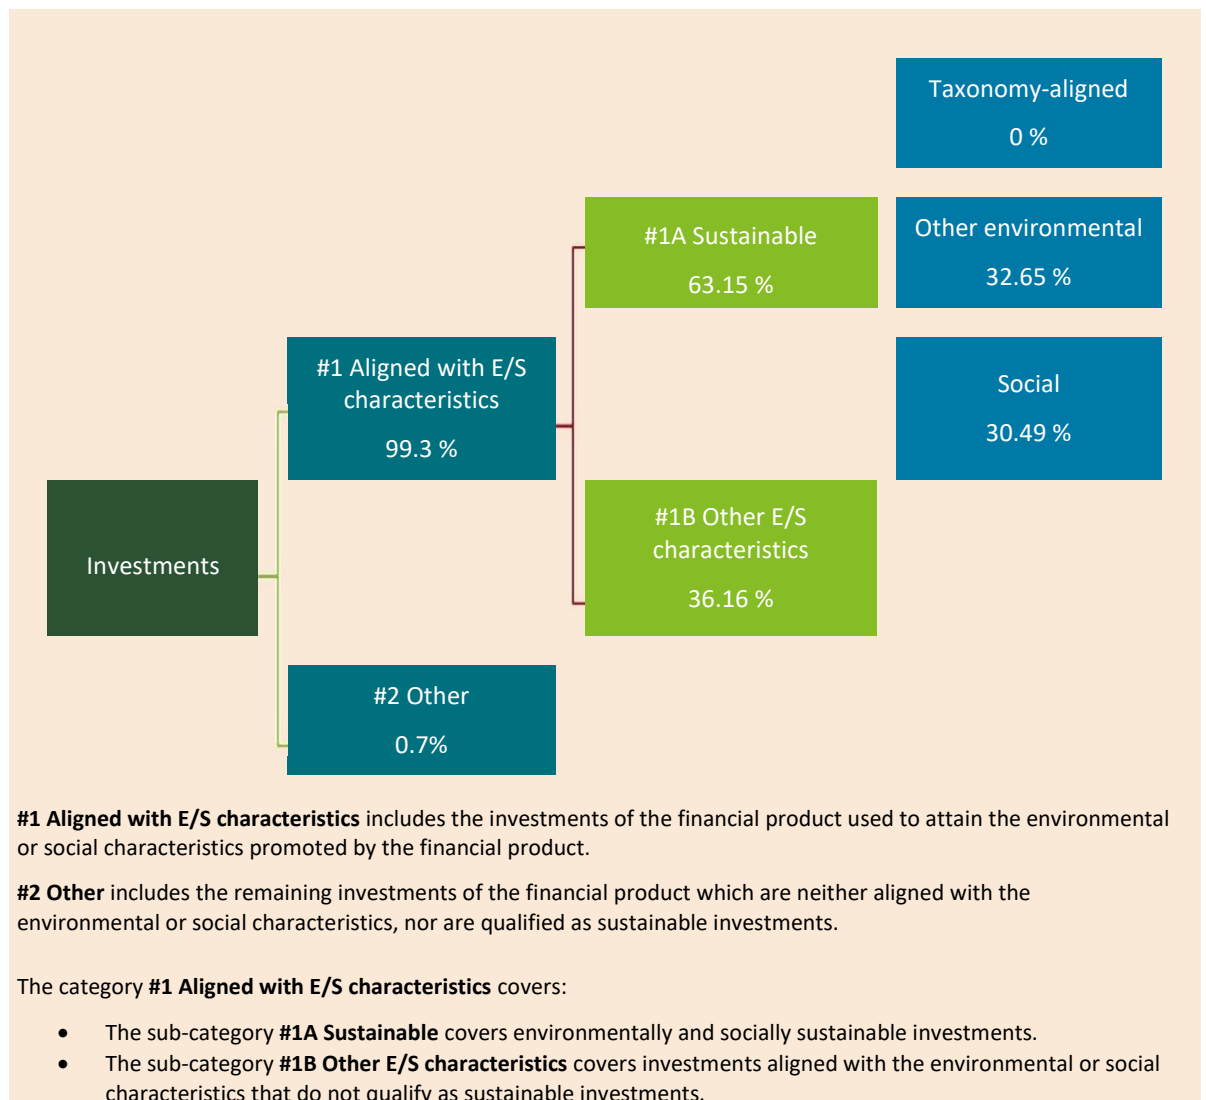 Taxonomy-aligned
0 %
#1A Sustainable
63.15 %
Other environmental
32.65 %
#1 Aligned with E/S
characteristics
99.3 %
Social
30.49 %
Investments
#1B Other E/S
characteristics
36.16 %
#2 Other
0.7%
#1 Aligned with E/S characteristics includes the investments of the financial product used to attain the environmental
or social characteristics promoted by the financial product.
#2 Other includes the remaining investments of the financial product which are neither aligned with the
environmental or social characteristics, nor are qualified as sustainable investments.
The category #1 Aligned with E/S characteristics covers:
• The sub-category #1A Sustainable covers environmentally and socially sustainable investments.
• The sub-category #1B Other E/S characteristics covers investments aligned with the environmental or social
characteristics that do not qualify as sustainable investments.